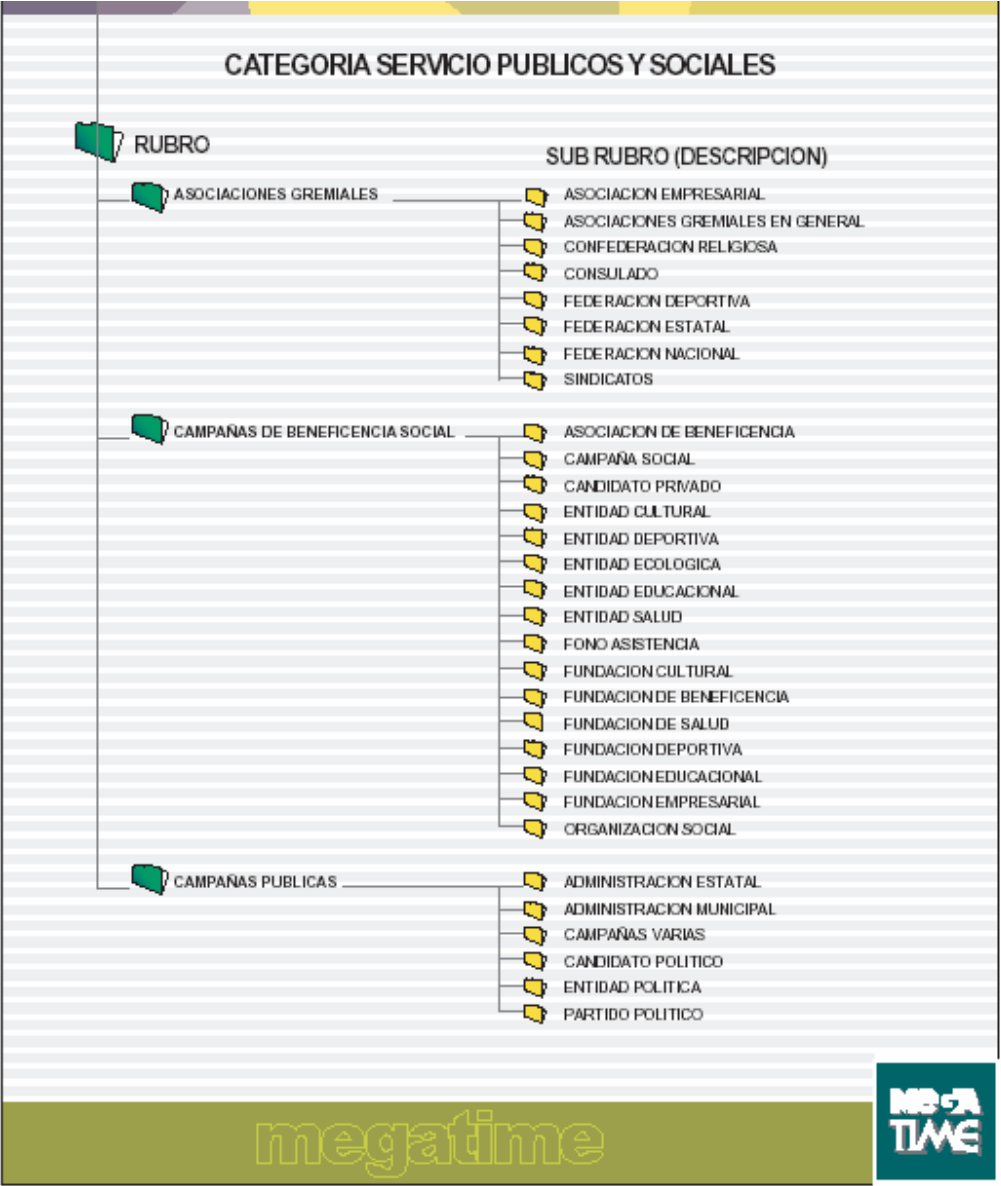 CATEGORIA SERVICIO PUBLICOS Y SOCIALES
RUBRO
SUB RUBRO (DESCRIPCION)
ASOCIACIONES GREMIALES
ASOCIACION EMPRESARIAL
ASOCIACIONES GREMIALES EN GENERAL
CONFEDERACION RELIGIOSA
CONSULADO
FEDERACION DEPORTIVA
FEDERACION ESTATAL
FEDERACION NACIONAL
SINDICATOS
CAMPAÑAS DE BENEFICENCIA SOCIAL
ASOCIACION DE BENEFICENCIA
CAMPAÑA SOCIAL
CANDIDATO PRIVADO
ENTIDAD CULTURAL
ENTIDAD DEPORTIVA
ENTIDAD ECOLOGICA
ENTIDAD EDUCACIONAL
ENTIDAD SALUD
FONO ASISTENCIA
FUNDACION CULTURAL
FUNDACION DE BENEFICENCIA
FUNDACION DE SALUD
FUNDACION DEPORTIVA
FUNDACION EDUCACIONAL
FUNDACION EMPRESARIAL
ORGANIZACION SOCIAL
CAMPAÑAS PUBLICAS
ADMINISTRACION ESTATAL
ADMINISTRACION MUNICIPAL
CAMPAÑAS VARIAS
CANDIDATO POLITICO
ENTIDAD POLITICA
PARTIDO POLITICO
megatime
MEGA
TIME